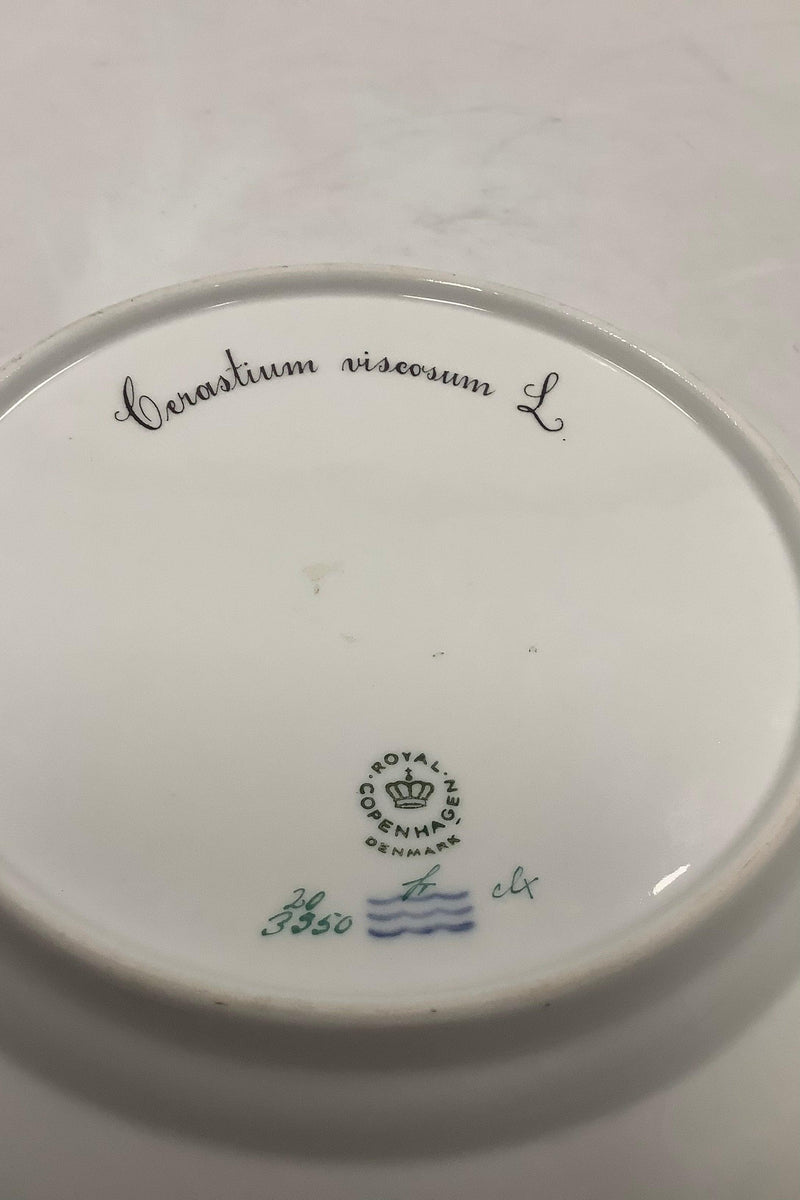 Cerastium viscosum L.
ROYAL
COPENHAGEN
DENMARK
20
3550